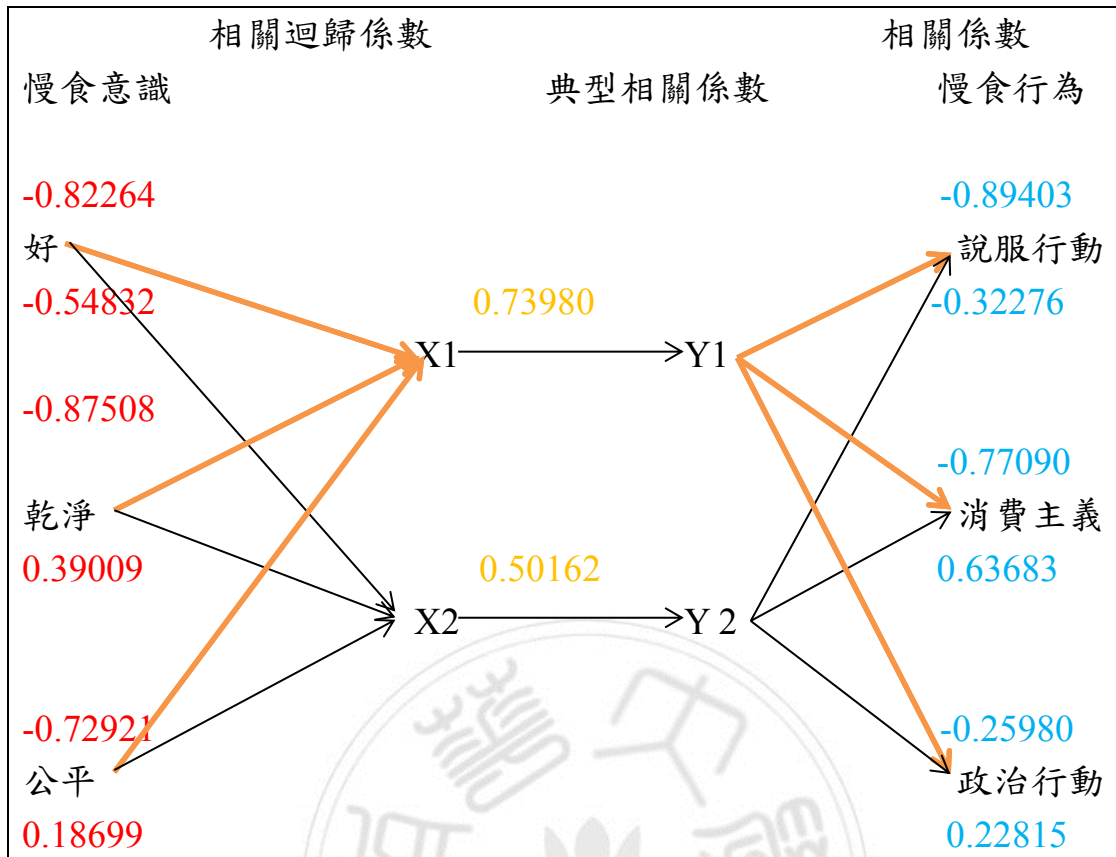 相關迴歸係數 相關係數
慢食意識 典型相關係數 慢食行為
-0.82264 -0.89403
好 說服行動
-0.54832 0.73980 -0.32276
X1 Y1
-0.87508
-0.77090
乾淨 消費主義
0.39009 0.50162 0.63683
X2 Y 2
-0.72921 -0.25980
公平 政治行動
0.18699 0.22815